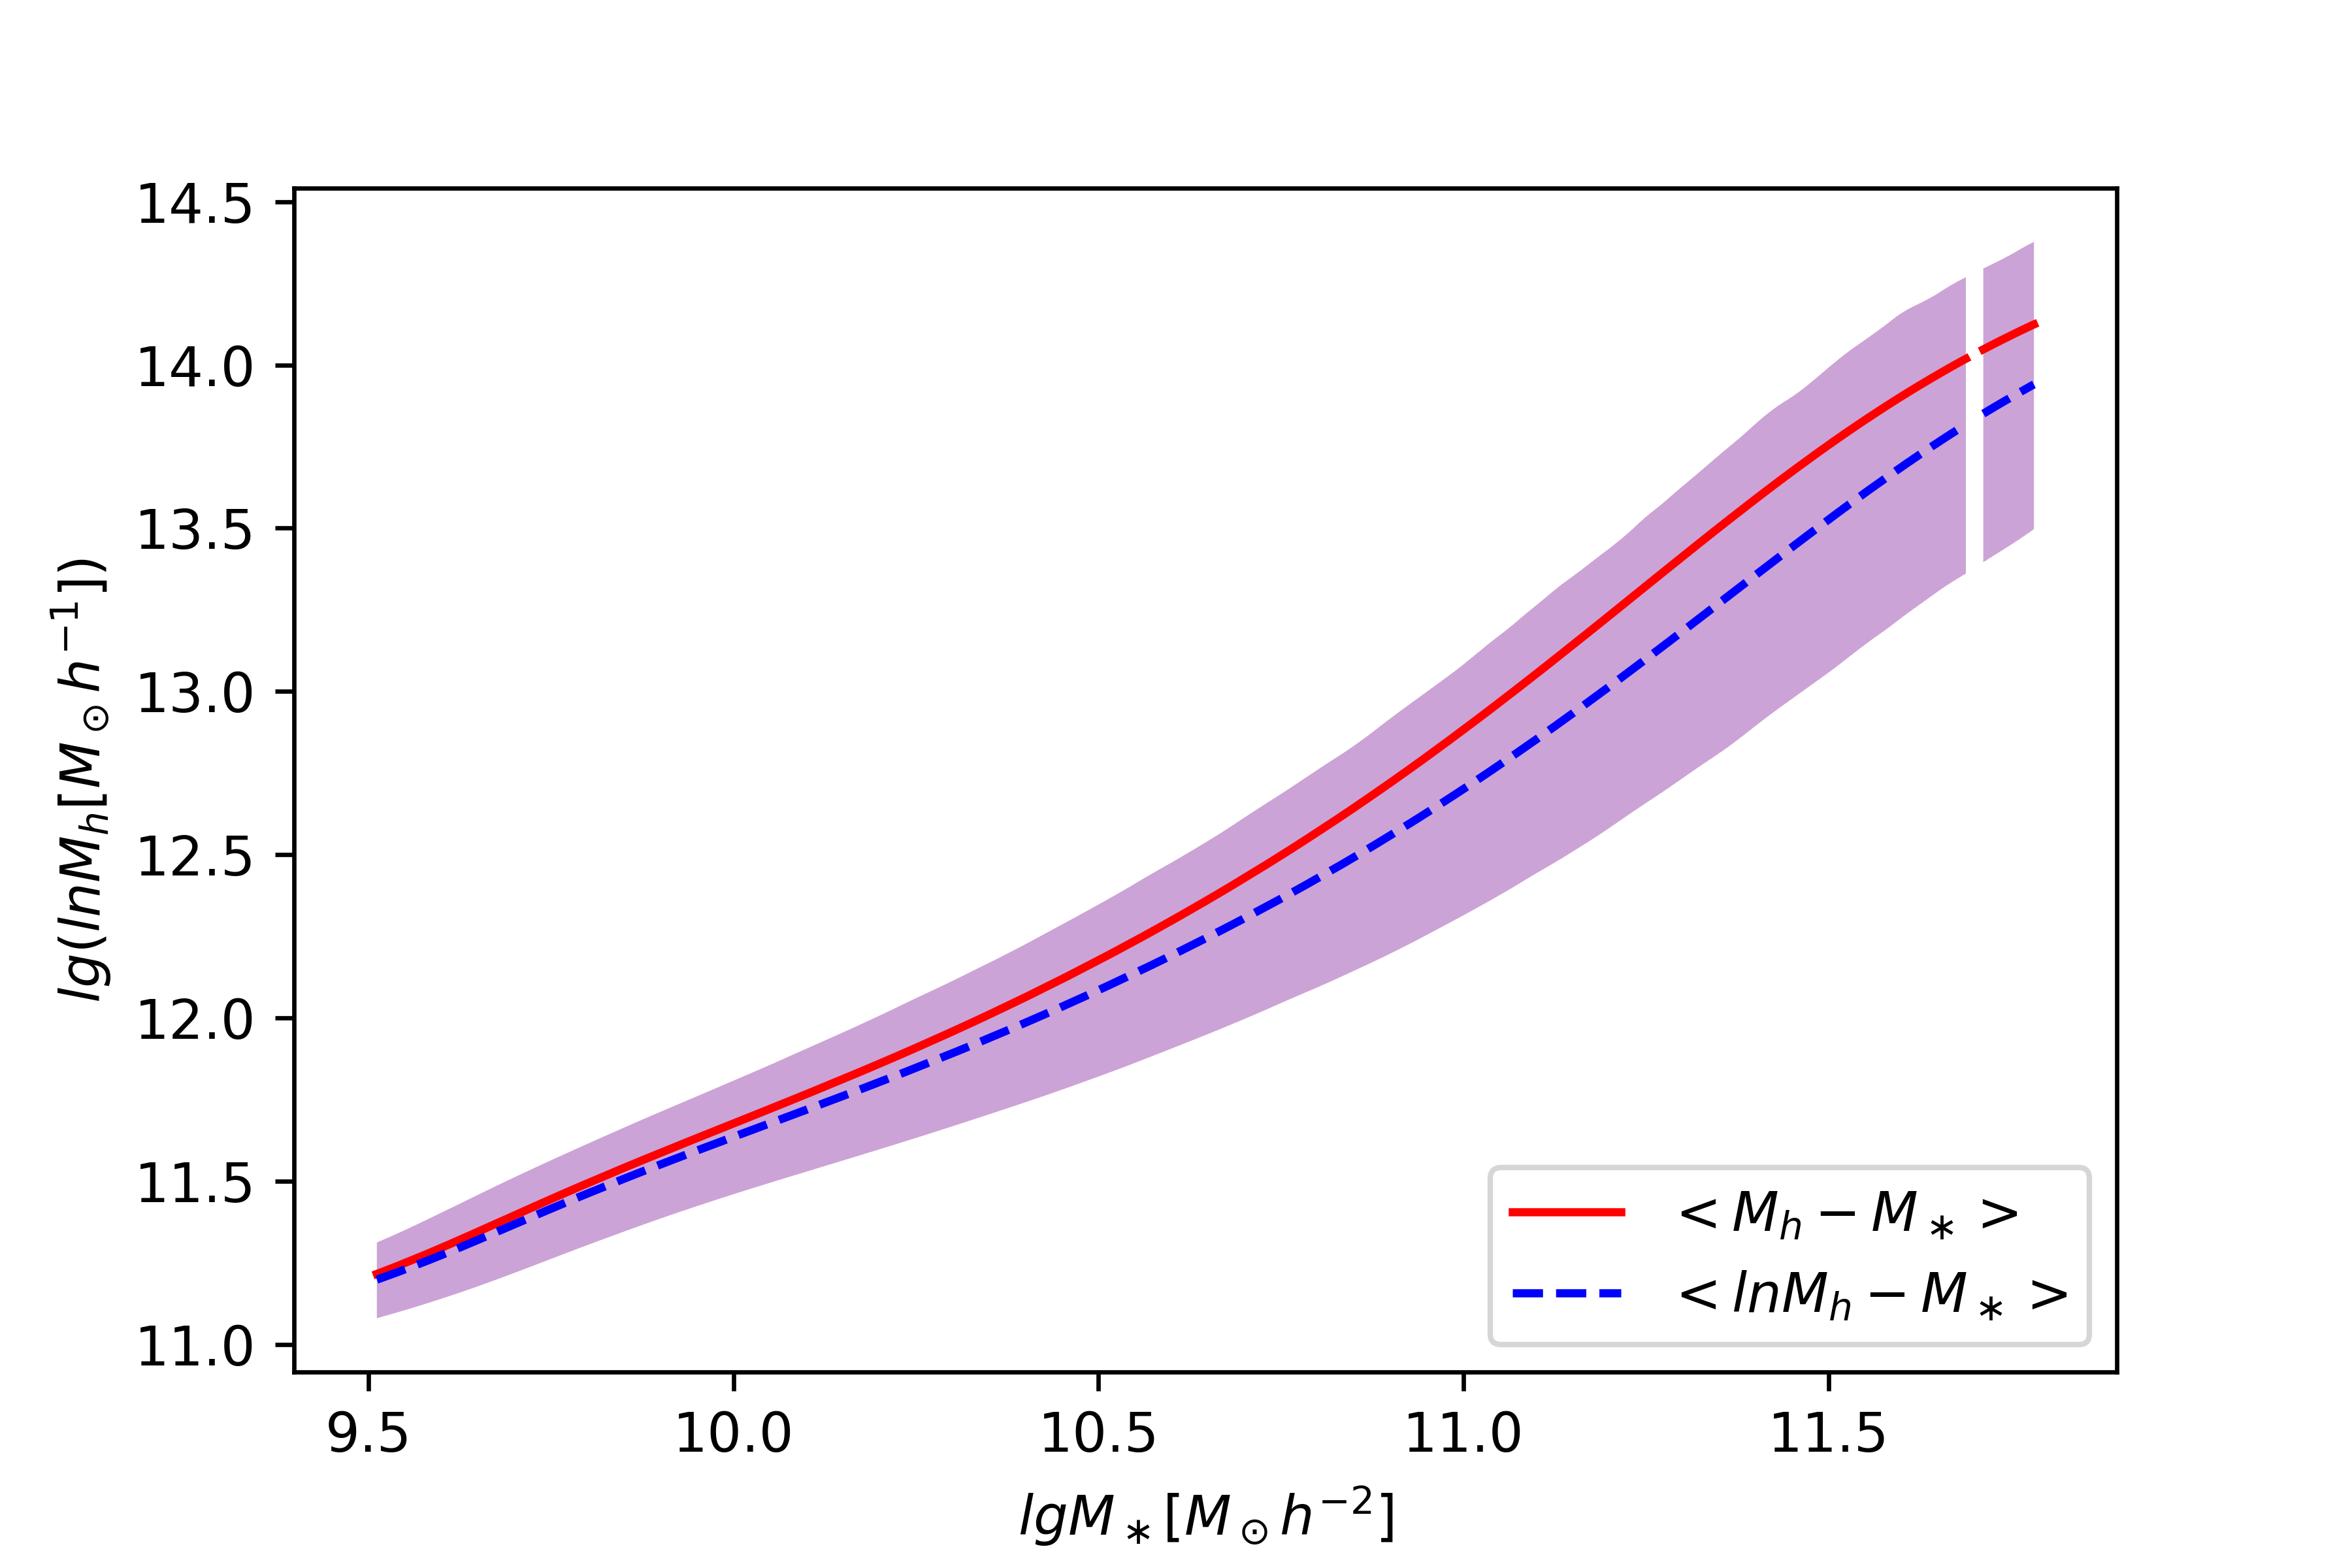 14.5
14.0
13.5
13.0
12.5
12.0
11.5
11.0
lg(lnM_h[M_⊙h^{-1}])
< M_h − M_* >
< lnM_h − M_* >
9.5 10.0 10.5 11.0 11.5
lgM_*[M_⊙h^{-2}]